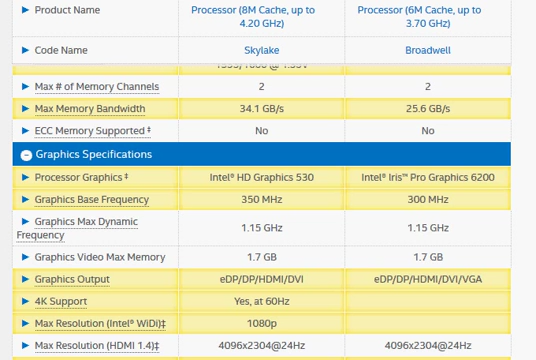 Product Name
Processor (8M Cache, up to 4.20 GHz)
Processor (6M Cache, up to 3.70 GHz)
Code Name Skylake Broadwell
Max # of Memory Channels 2 2
Max Memory Bandwidth 34.1 GB/s 25.6 GB/s
ECC Memory Supported ‡ No No
Graphics Specifications
Processor Graphics ‡ Intel® HD Graphics 530 Intel® Iris™ Pro Graphics 6200
Graphics Base Frequency 350 MHz 300 MHz
Graphics Max Dynamic
Frequency 1.15 GHz 1.15 GHz
Graphics Video Max Memory 1.7 GB 1.7 GB
Graphics Output eDP/DP/HDMI/DVI eDP/DP/HDMI/DVI/VGA
4K Support Yes, at 60Hz
Max Resolution (Intel® WiDi)‡ 1080p
Max Resolution (HDMI 1.4)‡ 4096x2304@24Hz 4096x2304@24Hz